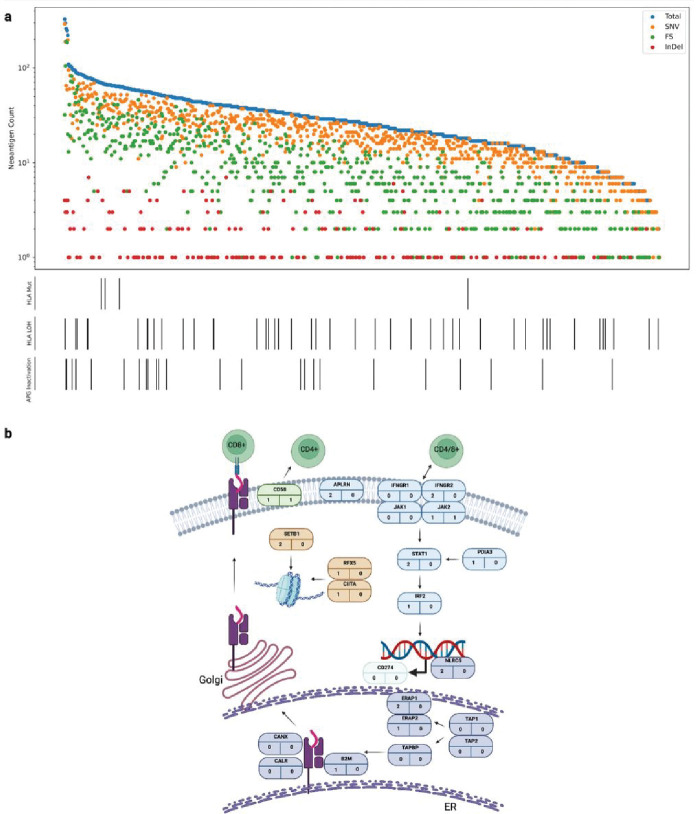 a
Total
SNV
FS
InDel
Neoantigen Count
10²
10¹
10⁰
HLA Mut
HLA LOH
APG Inactivation
b
CD8+
CD4+
CD4/8+
CD58
1 1
APLRN
2 0
IFNGR1
0 0
IFNGR2
2 0
JAK1
0 0
JAK2
1 1
SETB1
2 0
RFX5
1 0
CIITA
1 0
STAT1
2 0
PDIA3
1 0
IRF2
1 0
CD274
0 0
NLRC5
0
Golgi
ERAP1
2 0
ERAP2
1 0
TAP1
0 0
TAP2
0 0
TAPBP
0 0
CANX
0 0
CALR
0 0
B2M
1 0
ER